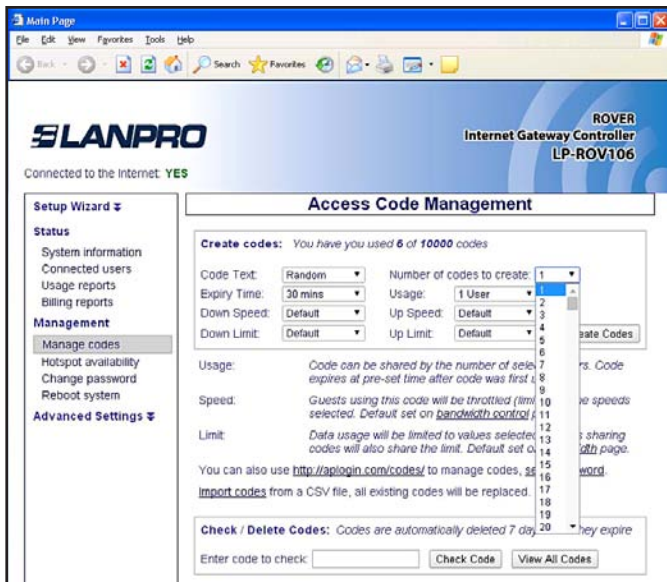 Main Page
File Edit View Favorites Tools Help
Back Search Favorites
LANPRO
ROVER
Internet Gateway Controller
LP-ROV106
Connected to the Internet: YES
Setup Wizard
Status
System information
Connected users
Usage reports
Billing reports
Management
Manage codes
Hotspot availability
Change password
Reboot system
Advanced Settings
Access Code Management
Create codes: You have you used 6 of 10000 codes
Code Text: Random Number of codes to create: 1
Expiry Time: 30 mins Usage: 1 User
Down Speed: Default Up Speed: Default
Down Limit: Default Up Limit: Default eate Codes
1
2
3
4
5
6
7
8
9
10
11
12
13
14
15
16
17
18
19
20
Usage: Code can be shared by the number of sele rs. Code
expires at pre-set time after code was first
Speed: Guests using this code will be throttled (limi e speeds
selected. Default set on bandwidth control
Limit: Data usage will be limited to values selected s sharing
codes will also share the limit. Default set o dth page.
You can also use http://aplogin.com/codes/ to manage codes, se word.
Import codes from a CSV file, all existing codes will be replaced.
Check / Delete Codes: Codes are automatically deleted 7 day hey expire
Enter code to check: Check Code View All Codes